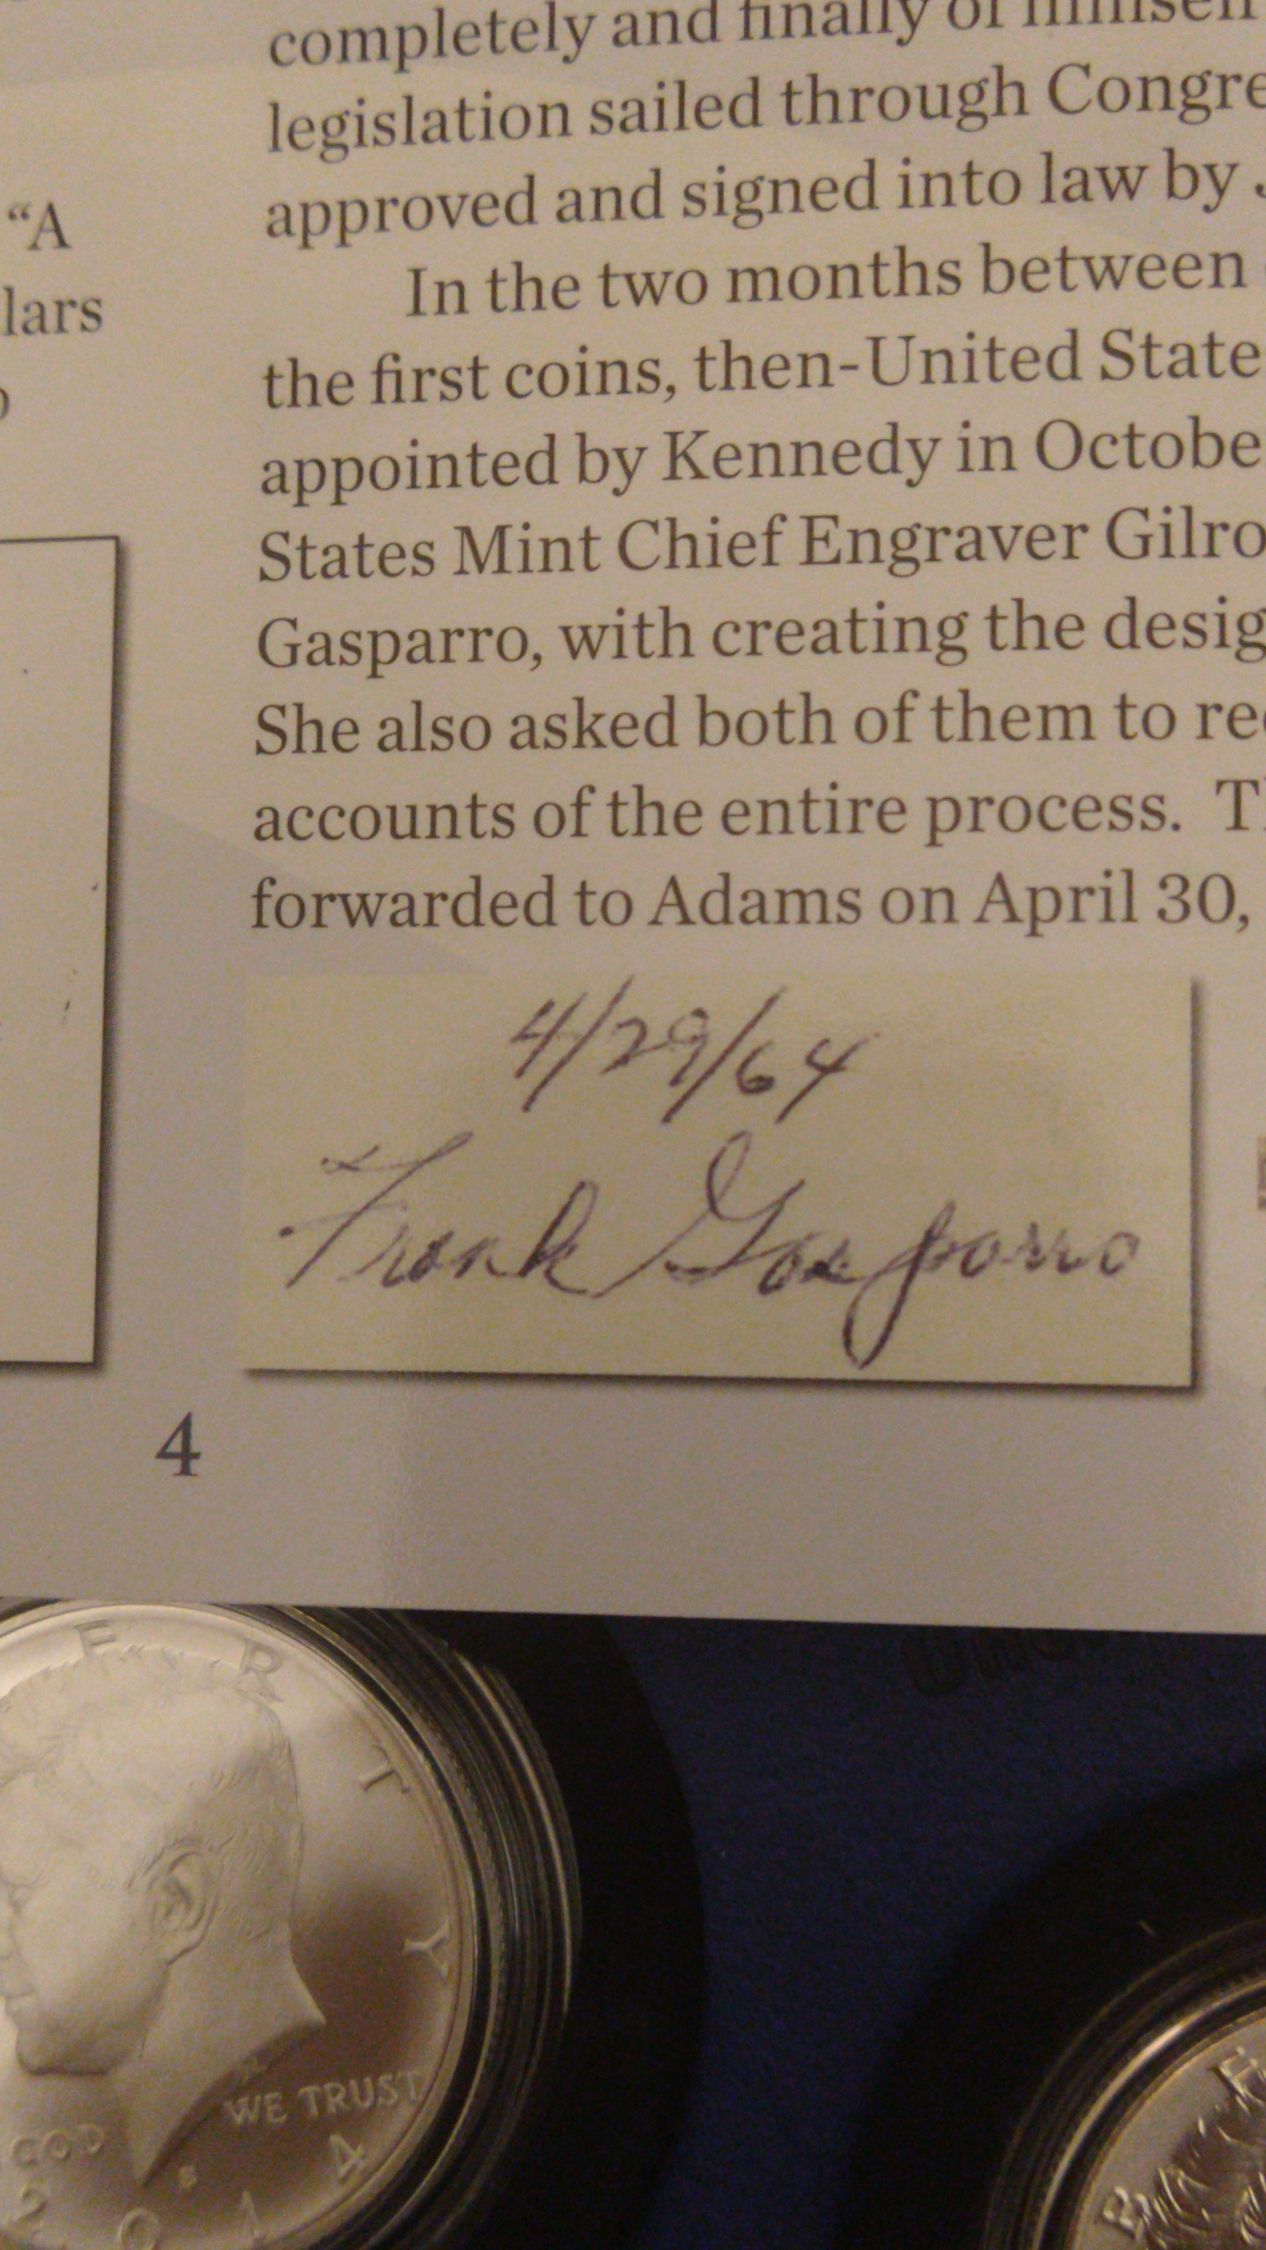 “A
lars
completely and finally of himself
legislation sailed through Congre
approved and signed into law by
In the two months between
the first coins, then-United State
appointed by Kennedy in Octobe
States Mint Chief Engraver Gilro
Gasparro, with creating the desig
She also asked both of them to re
accounts of the entire process. T
forwarded to Adams on April 30,
4/29/64
Frank Gasparro
4
E R T Y
GOD WE TRUST
S
2014